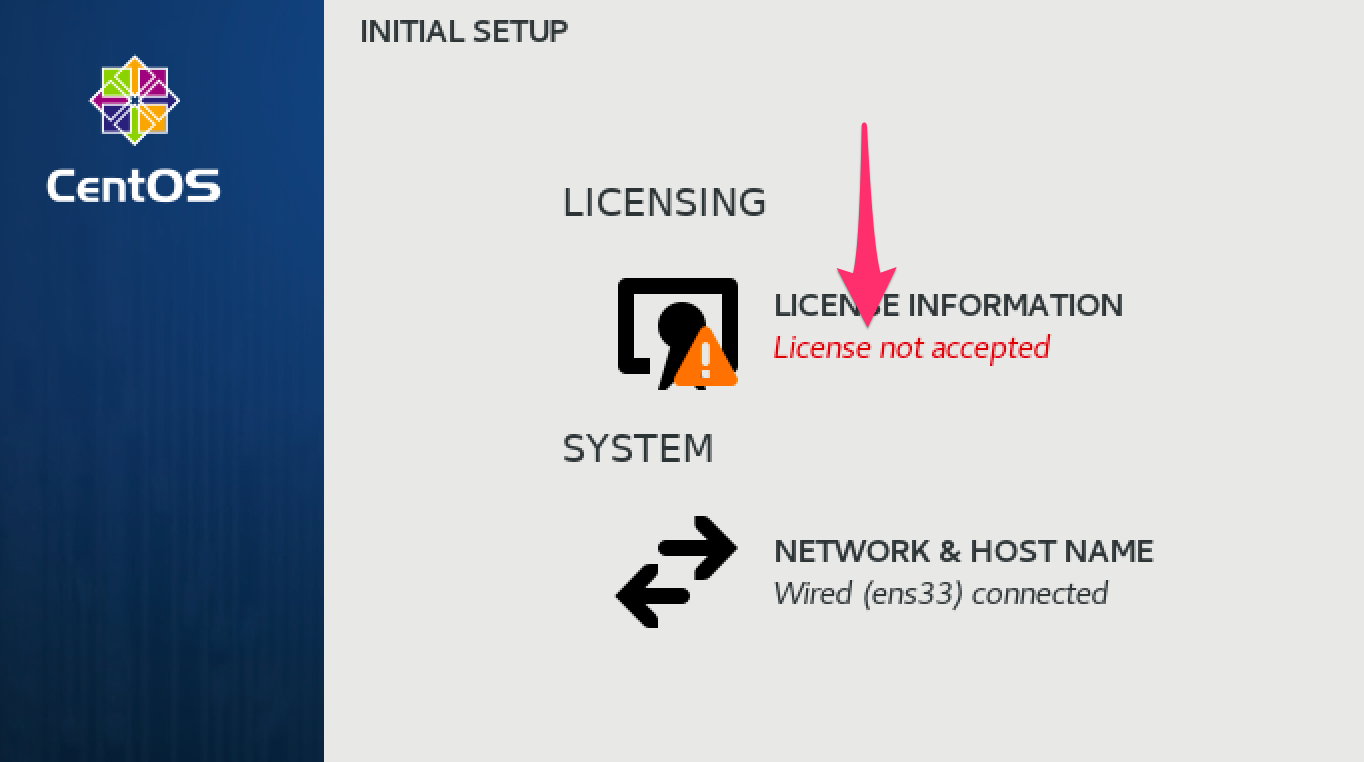 INITIAL SETUP
CentOS
LICENSING
LICENSE INFORMATION
License not accepted
SYSTEM
NETWORK & HOST NAME
Wired (ens33) connected